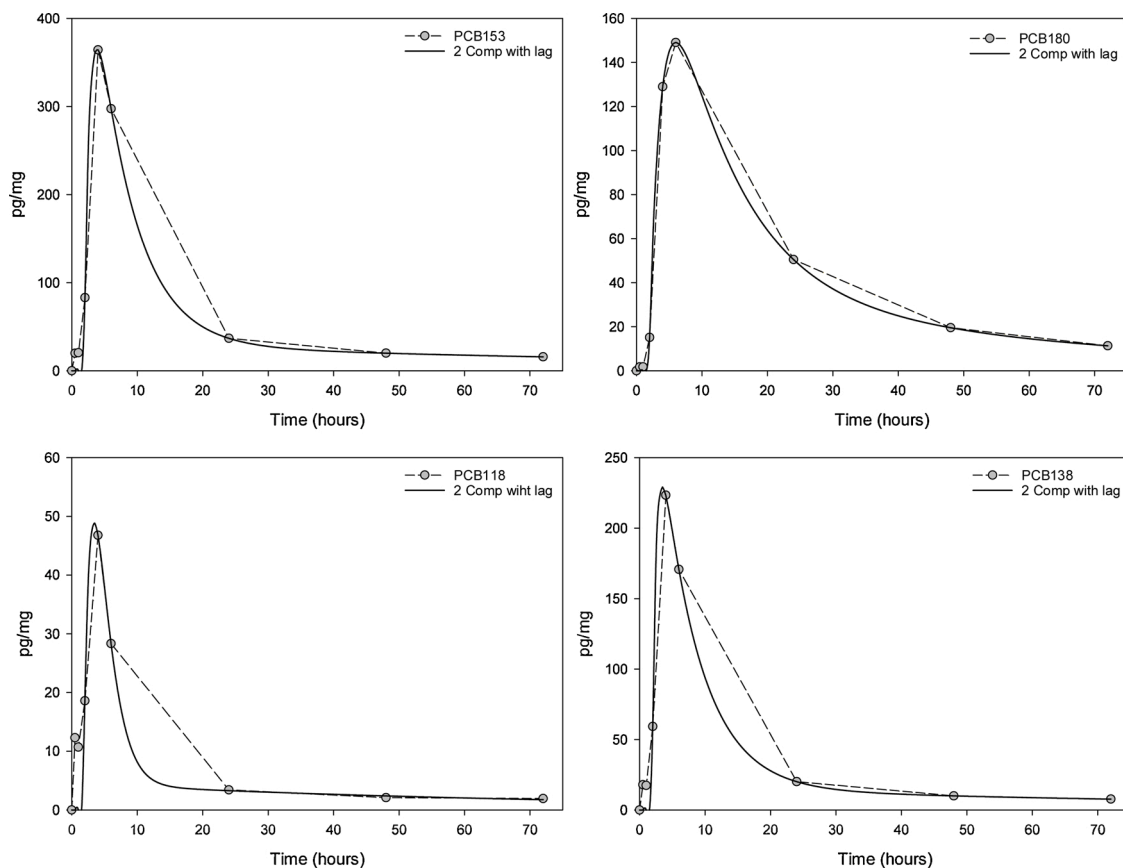 400
300
200
100
0
pg/mg
PCB153
2 Comp with lag
0 10 20 30 40 50 60 70
Time (hours)
160
140
120
100
80
60
40
20
0
pg/mg
PCB180
2 Comp with lag
0 10 20 30 40 50 60 70
Time (hours)
60
50
40
30
20
10
0
pg/mg
PCB118
2 Comp wiht lag
0 10 20 30 40 50 60 70
Time (hours)
250
200
150
100
50
0
pg/mg
PCB138
2 Comp with lag
0 10 20 30 40 50 60 70
Time (hours)